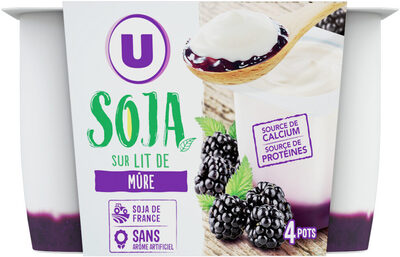 U
SOJA
SUR LIT DE
MÛRE
SOJA DE
FRANCE
SANS
ARÔME ARTIFICIEL
SOURCE DE
CALCIUM
SOURCE DE
PROTÉINES
4 POTS